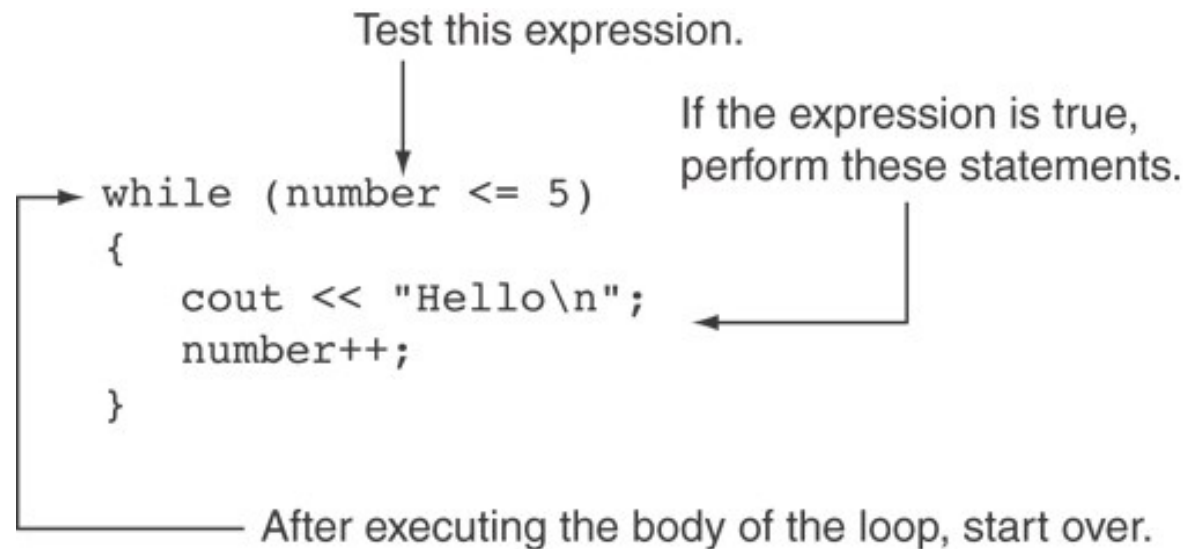 Test this expression.
If the expression is true,
perform these statements.
while (number <= 5)
{
cout << "Hello\n";
number++;
}
After executing the body of the loop, start over.